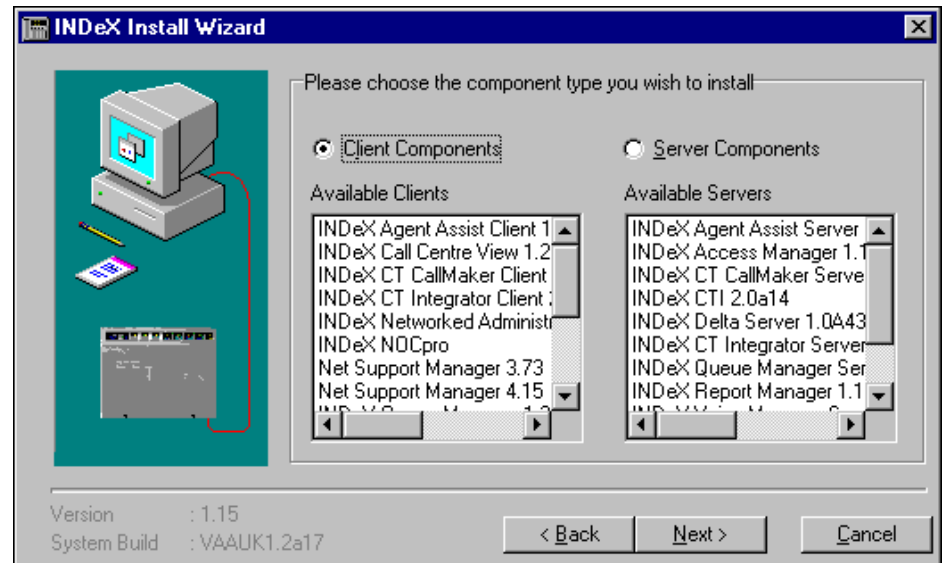 INDeX Install Wizard
Please choose the component type you wish to install
Client Components
Server Components
Available Clients
Available Servers
INDeX Agent Assist Client 1
INDeX Call Centre View 1.2
INDeX CT CallMaker Client
INDeX CT Integrator Client
INDeX Networked Administ
INDeX NOCpro
Net Support Manager 3.73
Net Support Manager 4.15
INDeX Agent Assist Server
INDeX Access Manager 1.1
INDeX CT CallMaker Serve
INDeX CTI 2.0a14
INDeX Delta Server 1.0A43
INDeX CT Integrator Server
INDeX Queue Manager Ser
INDeX Report Manager 1.1
Version : 1.15
System Build : VAAUK1.2a17
< Back
Next >
Cancel